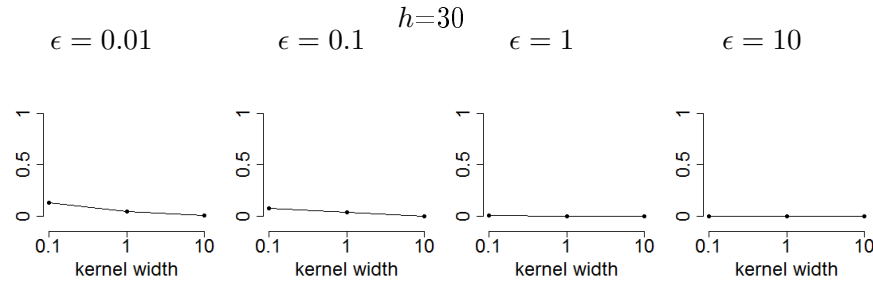 h=30
ϵ = 0.01 ϵ = 0.1 ϵ = 1 ϵ = 10
1 1 1 1
0.5 0.5 0.5 0.5
0 0 0 0
0.1 1 10 0.1 1 10 0.1 1 10 0.1 1 10
kernel width kernel width kernel width kernel width